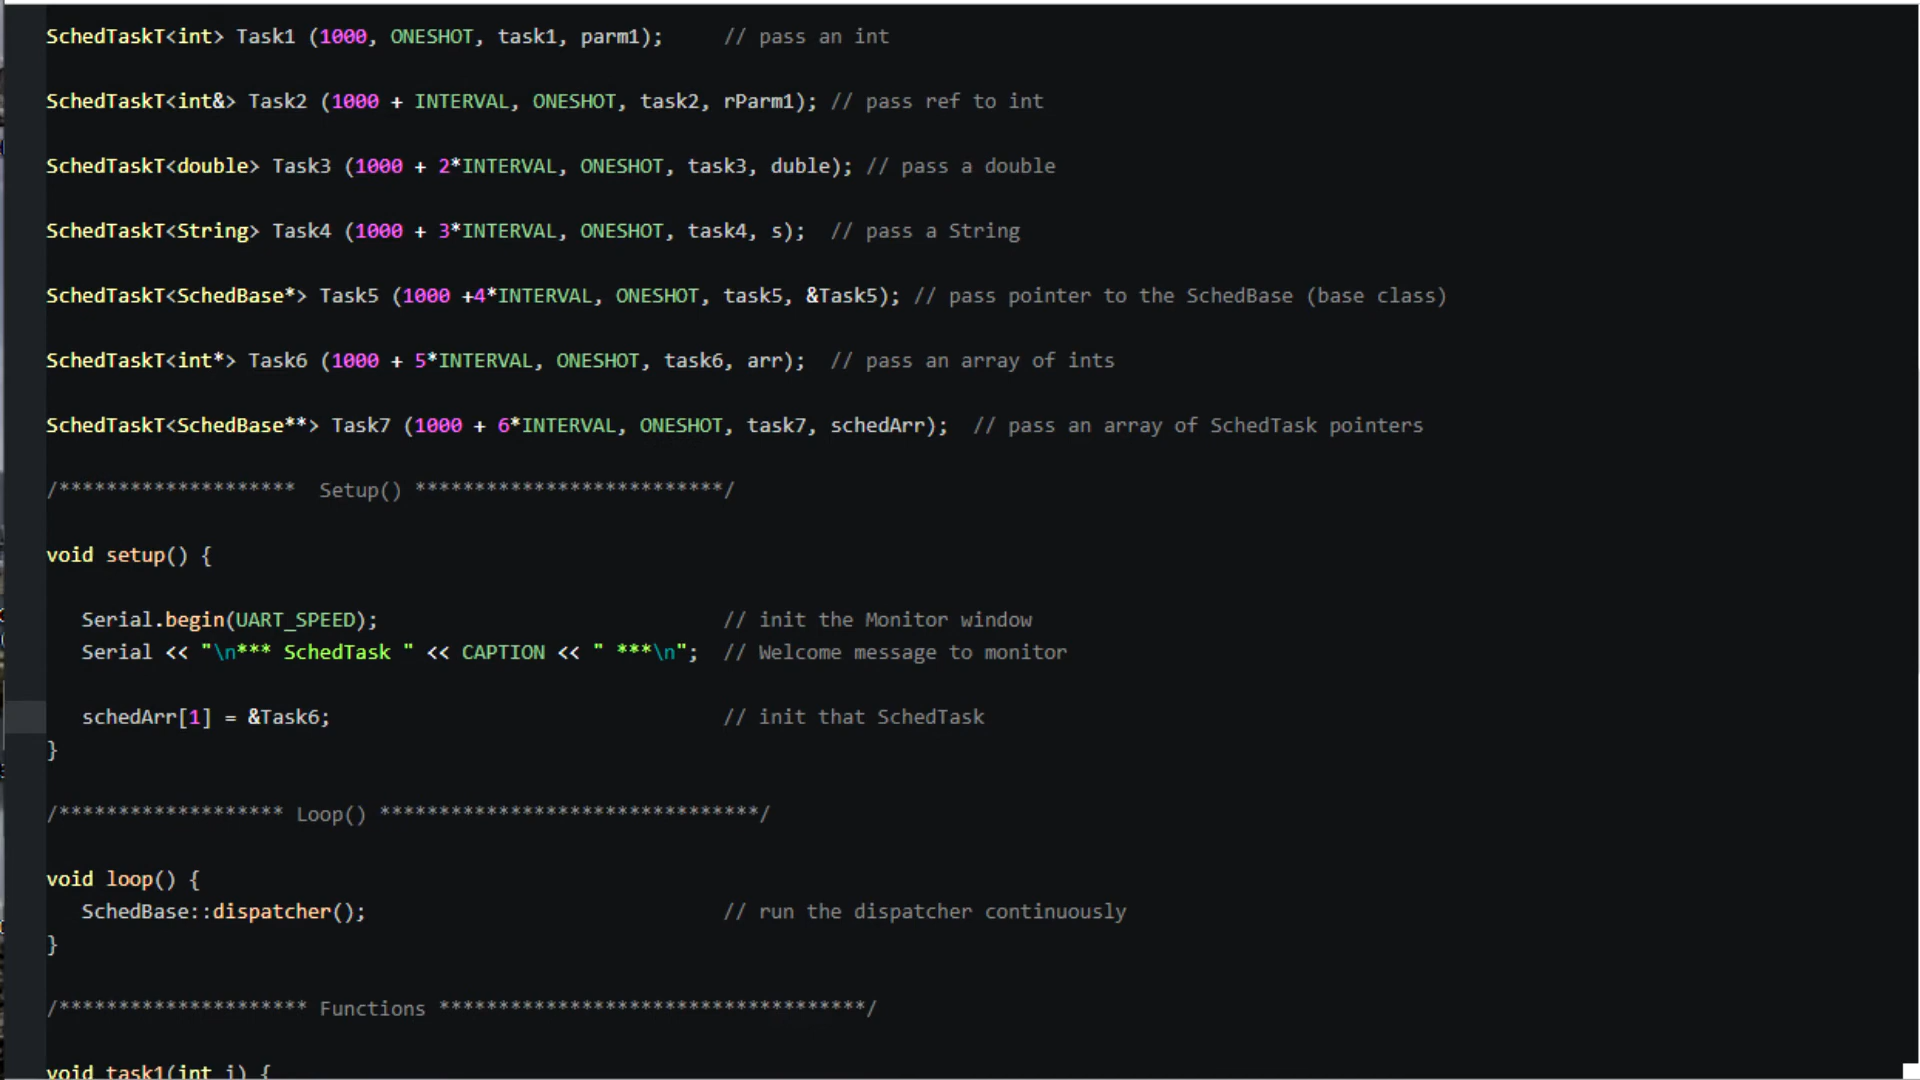 SchedTaskT<int> Task1 (1000, ONESHOT, task1, parm1);     // pass an int
SchedTaskT<int&> Task2 (1000 + INTERVAL, ONESHOT, task2, rParm1); // pass ref to int
SchedTaskT<double> Task3 (1000 + 2*INTERVAL, ONESHOT, task3, duble); // pass a double
SchedTaskT<String> Task4 (1000 + 3*INTERVAL, ONESHOT, task4, s);  // pass a String
SchedTaskT<SchedBase*> Task5 (1000 +4*INTERVAL, ONESHOT, task5, &Task5); // pass pointer to the SchedBase (base class)
SchedTaskT<int*> Task6 (1000 + 5*INTERVAL, ONESHOT, task6, arr);  // pass an array of ints
SchedTaskT<SchedBase**> Task7 (1000 + 6*INTERVAL, ONESHOT, task7, schedArr);  // pass an array of SchedTask pointers
/********************  Setup() **************************/
void setup() {
   Serial.begin(UART_SPEED);                             // init the Monitor window
   Serial << "\n*** SchedTask " << CAPTION << " ***\n";  // Welcome message to monitor
   schedArr[1] = &Task6;                                 // init that SchedTask
}
/******************* Loop() ********************************/
void loop() {
   SchedBase::dispatcher();                              // run the dispatcher continuously
}
/********************* Functions ************************************/
void task1(int i) {